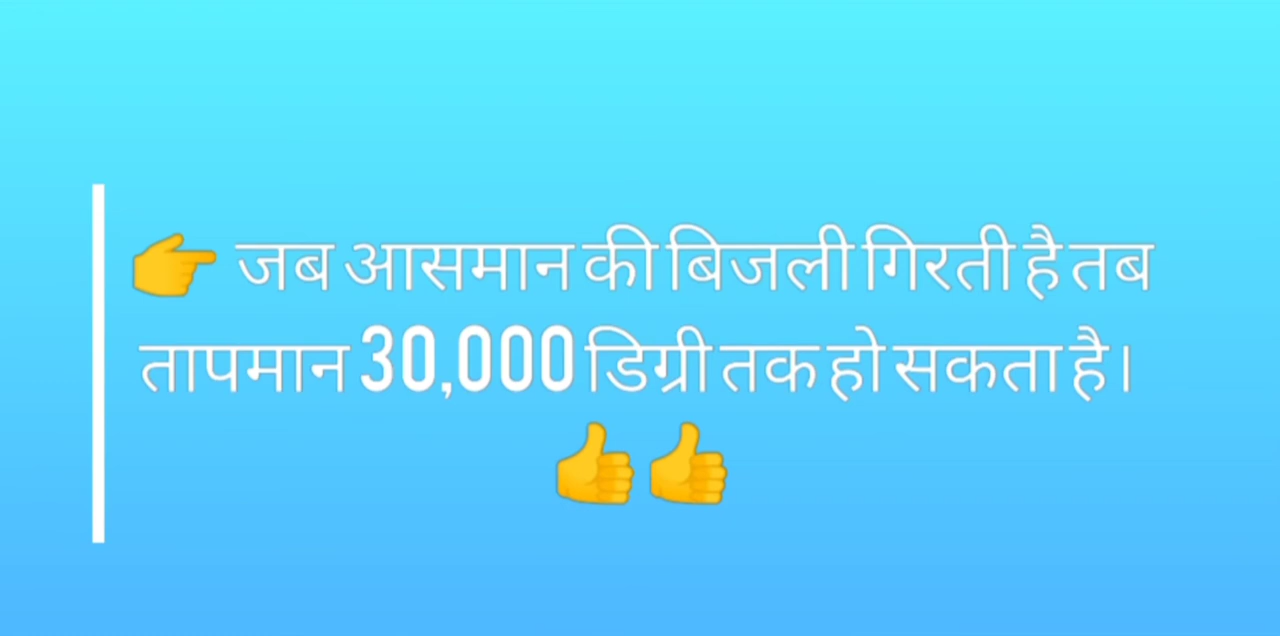 👉 जब आसमान की बिजली गिरती है तब
तापमान 30,000 डिग्री तक हो सकता है।
👍👍